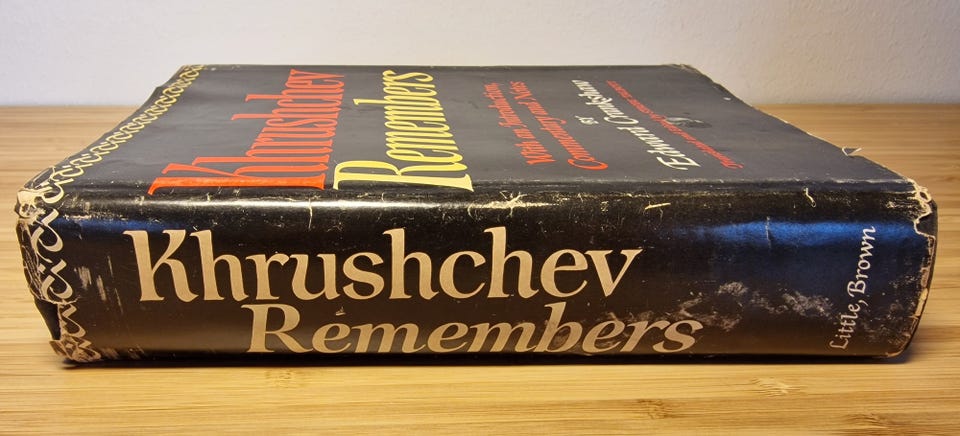 Khrushchev
Remembers
With an Introduction,
Commentary and Notes
BY
Edward Crankshaw
Khrushchev
Remembers
Little, Brown